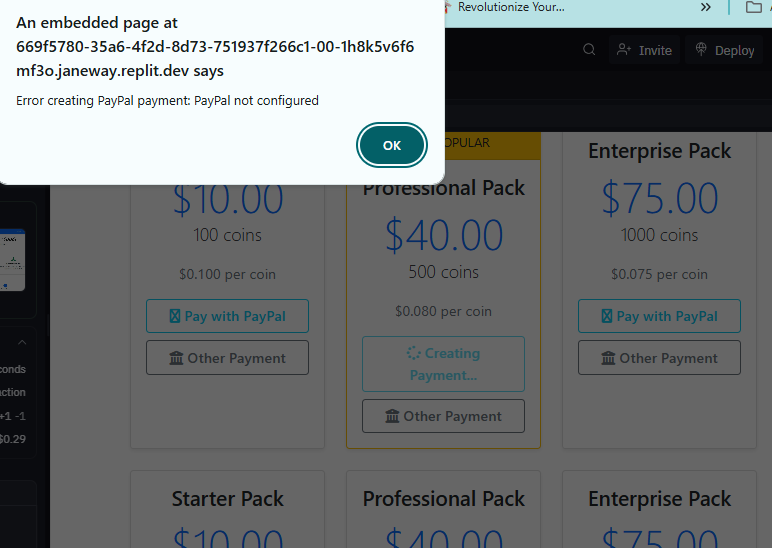 An embedded page at
669f5780-35a6-4f2d-8d73-751937f266c1-00-1h8k5v6f6
mf3o.janeway.replit.dev says
Error creating PayPal payment: PayPal not configured
OK
Revolutionize Your...
»
Invite
Deploy
OPULAR
$10.00
100 coins
$0.100 per coin
Pay with PayPal
Other Payment
Professional Pack
$40.00
500 coins
$0.080 per coin
Creating
Payment...
Other Payment
Enterprise Pack
$75.00
1000 coins
$0.075 per coin
Pay with PayPal
Other Payment
onds
ction
+1 -1
$0.29
Starter Pack
$10.00
Professional Pack
$40.00
Enterprise Pack
$75.00